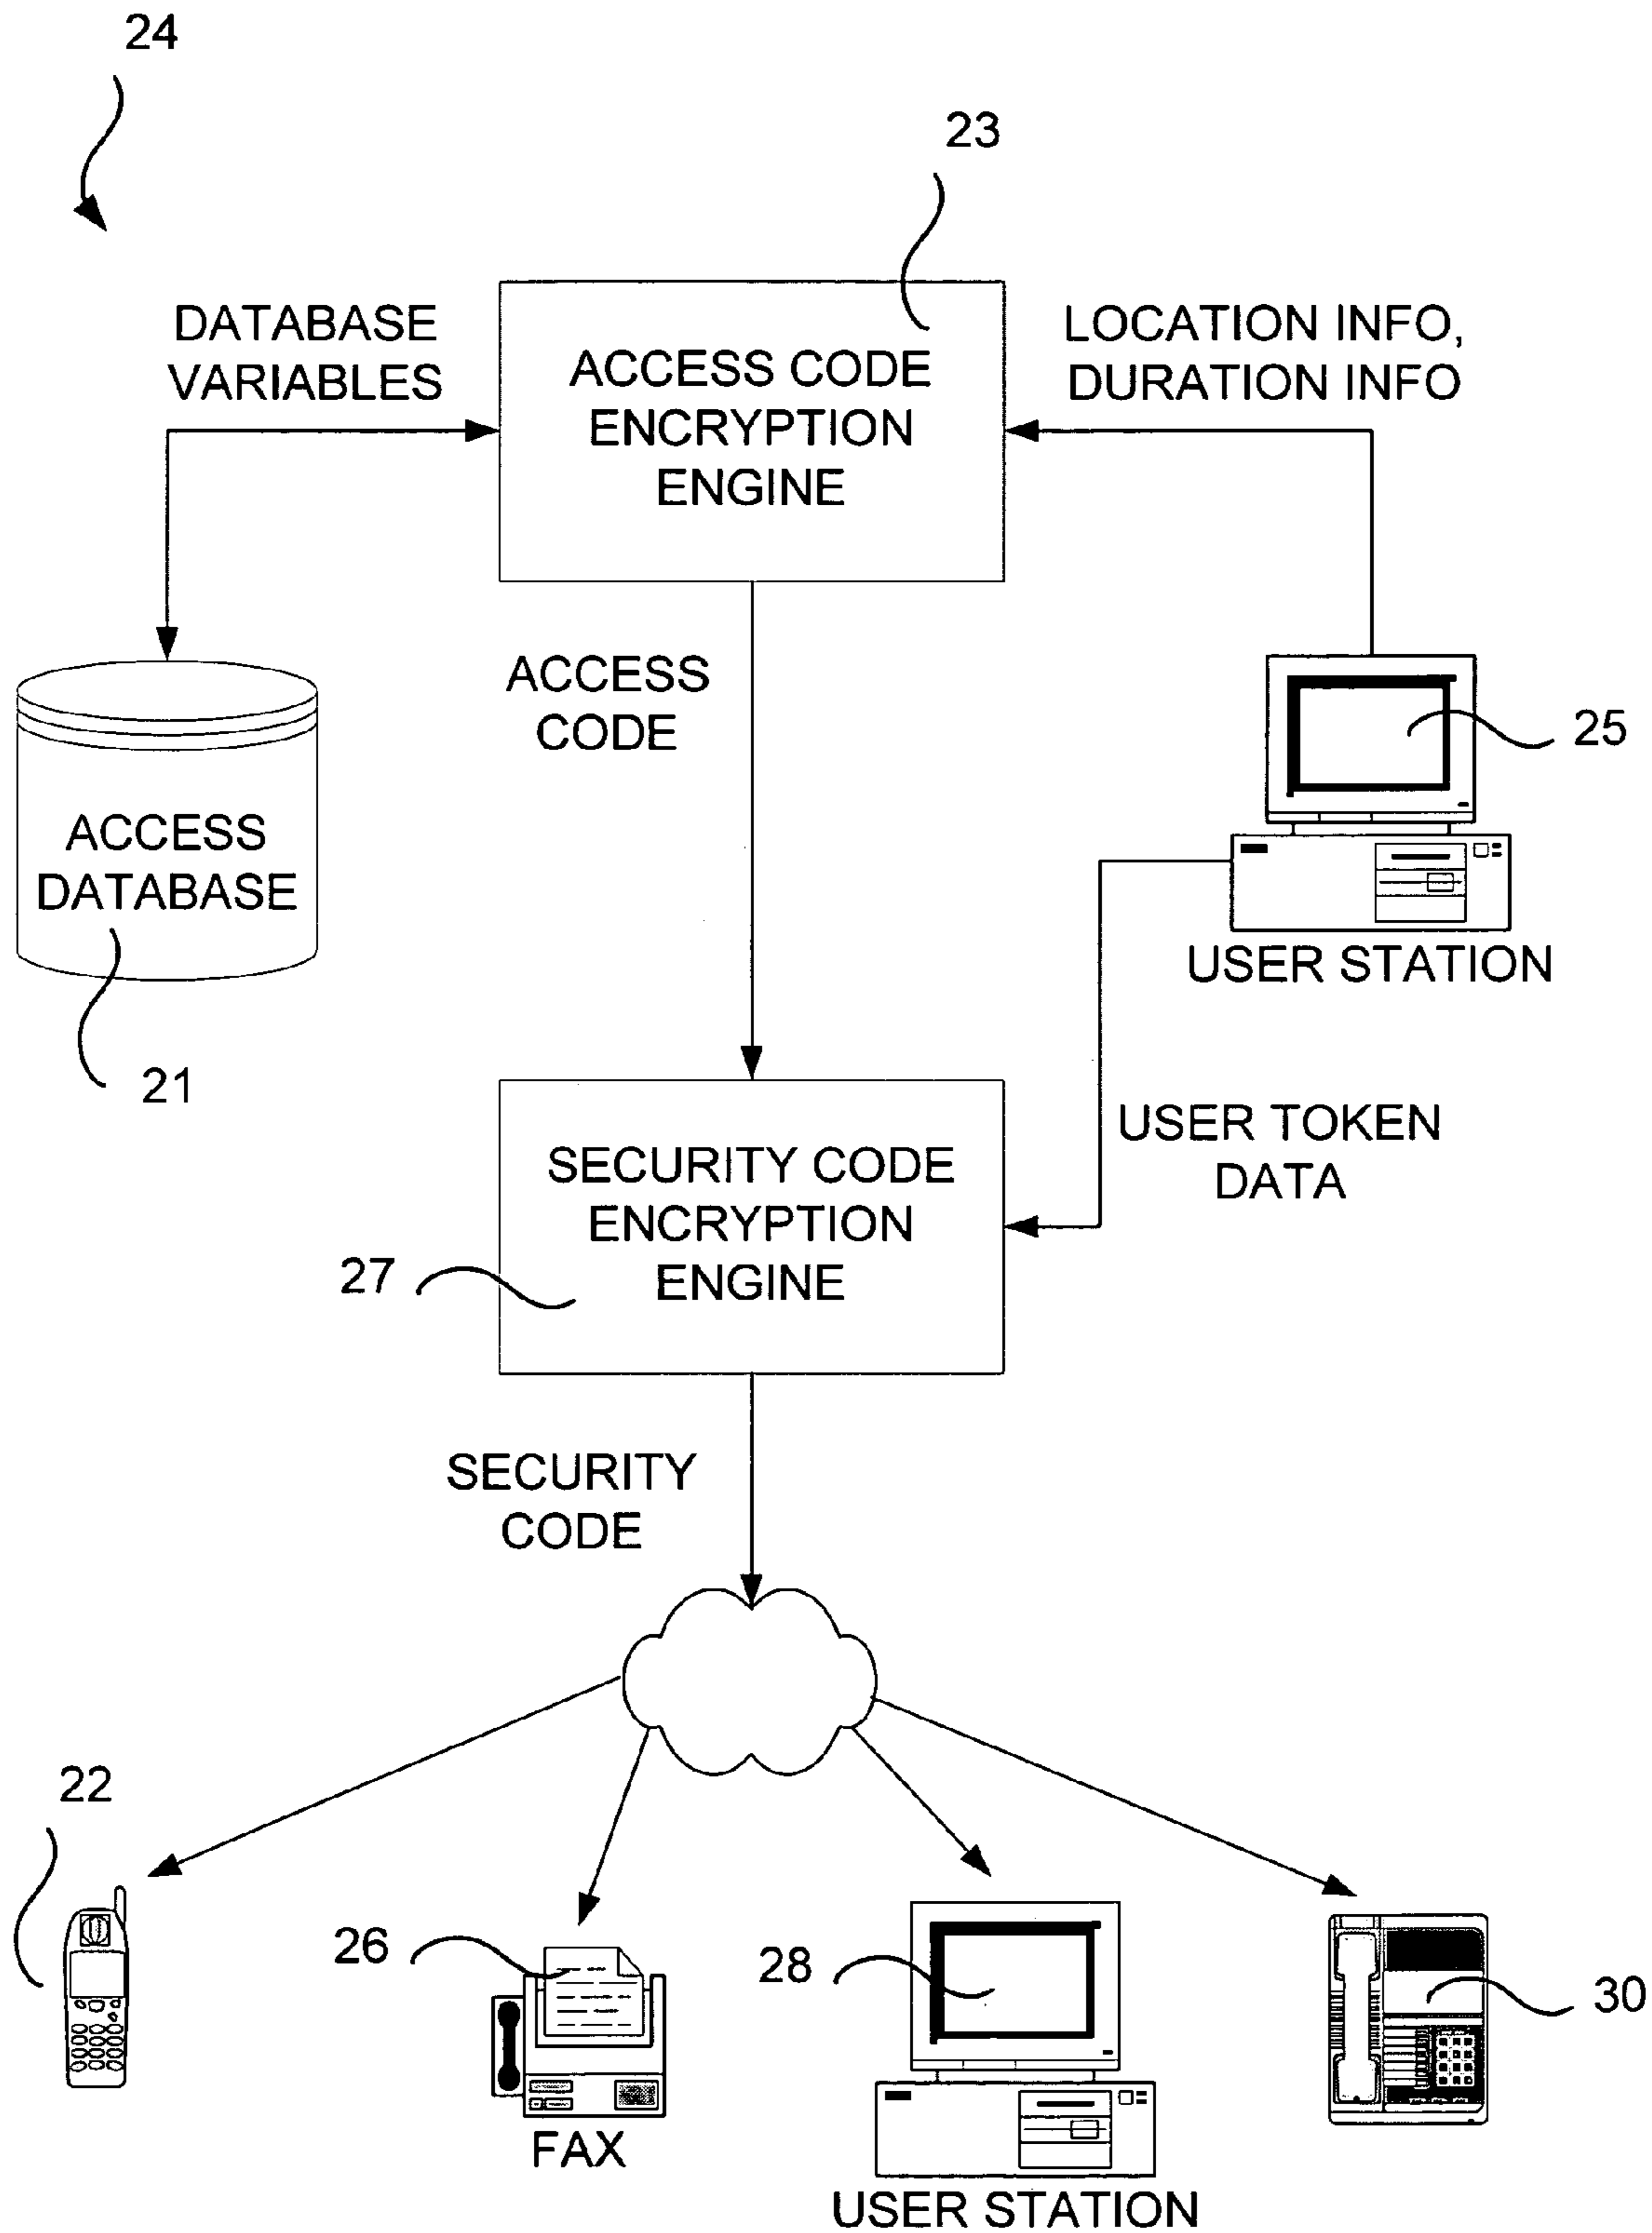 24
23
DATABASE
VARIABLES
ACCESS CODE
ENCRYPTION
ENGINE
LOCATION INFO,
DURATION INFO
ACCESS
CODE
25
ACCESS
DATABASE
USER STATION
21
USER TOKEN
DATA
SECURITY CODE
ENCRYPTION
ENGINE
27
SECURITY
CODE
22
26
28
30
FAX
USER STATION